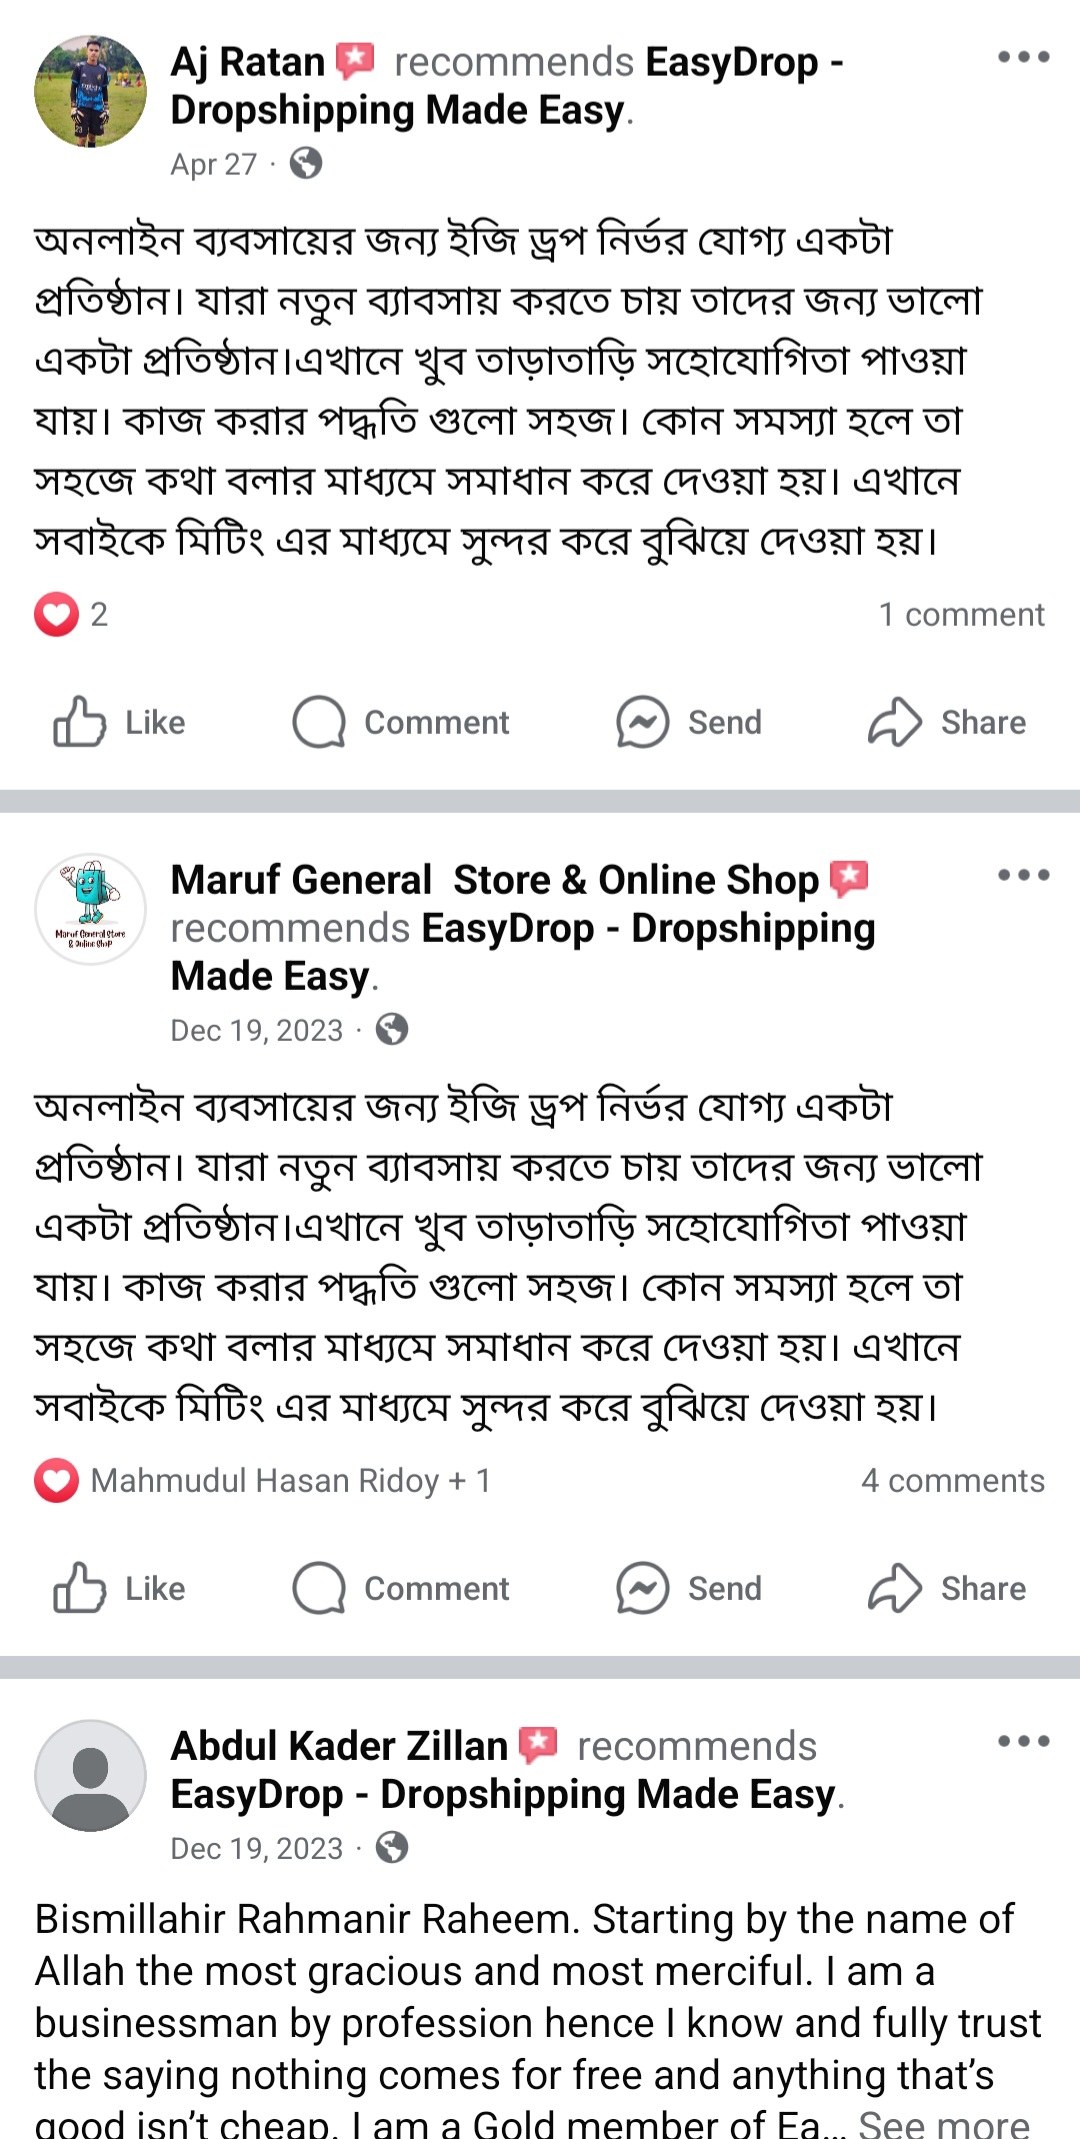 Aj Ratan recommends EasyDrop -
Dropshipping Made Easy.
Apr 27 ·
অনলাইন ব্যবসায়ের জন্য ইজি ড্রপ নির্ভর যোগ্য একটা
প্রতিষ্ঠান। যারা নতুন ব্যাবসায় করতে চায় তাদের জন্য ভালো
একটা প্রতিষ্ঠান।এখানে খুব তাড়াতাড়ি সহোযোগিতা পাওয়া
যায়। কাজ করার পদ্ধতি গুলো সহজ। কোন সমস্যা হলে তা
সহজে কথা বলার মাধ্যমে সমাধান করে দেওয়া হয়। এখানে
সবাইকে মিটিং এর মাধ্যমে সুন্দর করে বুঝিয়ে দেওয়া হয়।
2 1 comment
Like Comment Send Share
Maruf General Store & Online Shop
Maruf General Store
& Online Shop
recommends EasyDrop - Dropshipping
Made Easy.
Dec 19, 2023 ·
অনলাইন ব্যবসায়ের জন্য ইজি ড্রপ নির্ভর যোগ্য একটা
প্রতিষ্ঠান। যারা নতুন ব্যাবসায় করতে চায় তাদের জন্য ভালো
একটা প্রতিষ্ঠান।এখানে খুব তাড়াতাড়ি সহোযোগিতা পাওয়া
যায়। কাজ করার পদ্ধতি গুলো সহজ। কোন সমস্যা হলে তা
সহজে কথা বলার মাধ্যমে সমাধান করে দেওয়া হয়। এখানে
সবাইকে মিটিং এর মাধ্যমে সুন্দর করে বুঝিয়ে দেওয়া হয়।
Mahmudul Hasan Ridoy + 1 4 comments
Like Comment Send Share
Abdul Kader Zillan recommends
EasyDrop - Dropshipping Made Easy.
Dec 19, 2023 ·
Bismillahir Rahmanir Raheem. Starting by the name of
Allah the most gracious and most merciful. I am a
businessman by profession hence I know and fully trust
the saying nothing comes for free and anything that's
good isn't cheap. I am a Gold member of Ea... See more